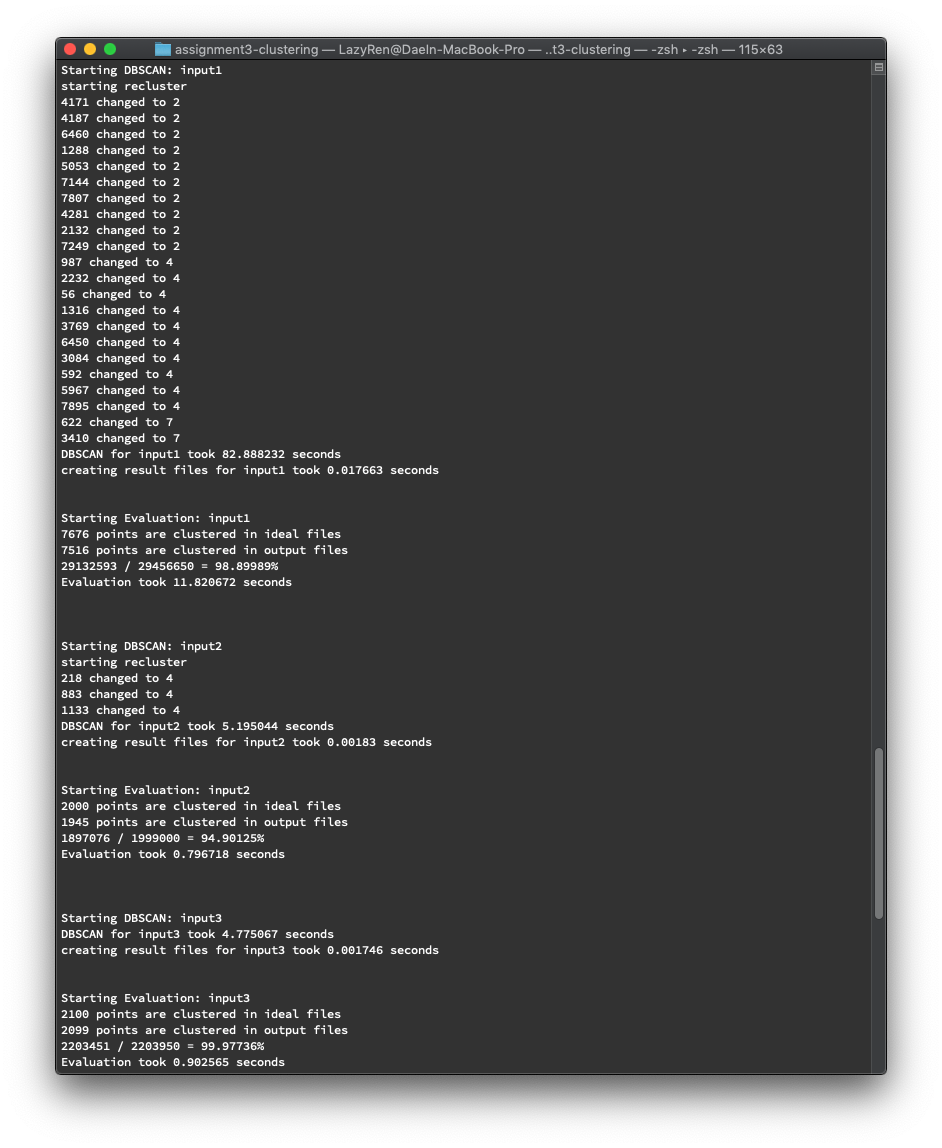 assignment3-clustering — LazyRen@DaeIn-MacBook-Pro — ..t3-clustering — -zsh ▸ -zsh — 115×63
Starting DBSCAN: input1
starting recluster
4171 changed to 2
4187 changed to 2
6460 changed to 2
1288 changed to 2
5053 changed to 2
7144 changed to 2
7807 changed to 2
4281 changed to 2
2132 changed to 2
7249 changed to 2
987 changed to 4
2232 changed to 4
56 changed to 4
1316 changed to 4
3769 changed to 4
6450 changed to 4
3084 changed to 4
592 changed to 4
5967 changed to 4
7895 changed to 4
622 changed to 7
3410 changed to 7
DBSCAN for input1 took 82.888232 seconds
creating result files for input1 took 0.017663 seconds
Starting Evaluation: input1
7676 points are clustered in ideal files
7516 points are clustered in output files
29132593 / 29456650 = 98.89989%
Evaluation took 11.820672 seconds
Starting DBSCAN: input2
starting recluster
218 changed to 4
883 changed to 4
1133 changed to 4
DBSCAN for input2 took 5.195044 seconds
creating result files for input2 took 0.00183 seconds
Starting Evaluation: input2
2000 points are clustered in ideal files
1945 points are clustered in output files
1897076 / 1999000 = 94.90125%
Evaluation took 0.796718 seconds
Starting DBSCAN: input3
DBSCAN for input3 took 4.775067 seconds
creating result files for input3 took 0.001746 seconds
Starting Evaluation: input3
2100 points are clustered in ideal files
2099 points are clustered in output files
2203451 / 2203950 = 99.97736%
Evaluation took 0.902565 seconds